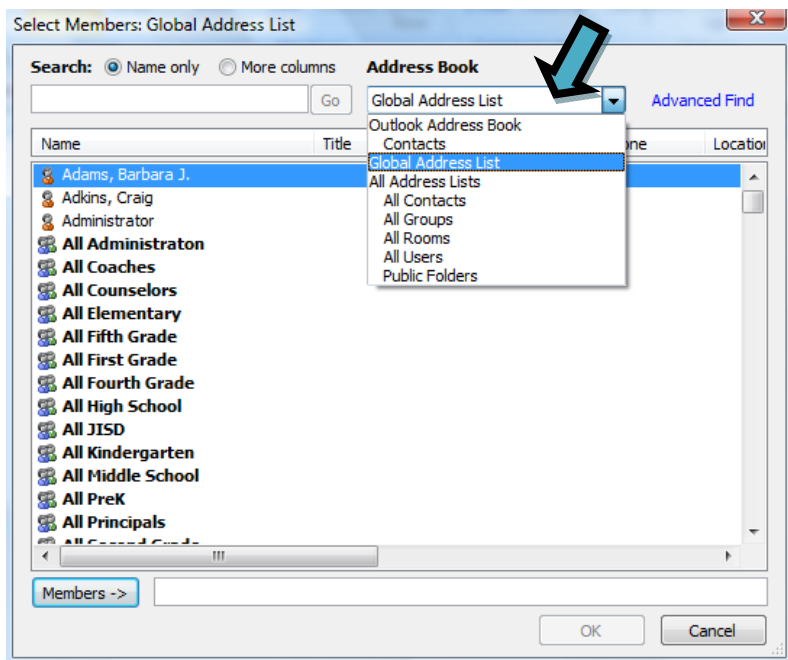 Select Members: Global Address List
Search: Name only More columns Address Book
Go Global Address List Advanced Find
Name Title one Location
Outlook Address Book
Contacts
Global Address List
All Address Lists
All Contacts
All Groups
All Rooms
All Users
Public Folders
Adams, Barbara J.
Adkins, Craig
Administrator
All Administraton
All Coaches
All Counselors
All Elementary
All Fifth Grade
All First Grade
All Fourth Grade
All High School
All JISD
All Kindergarten
All Middle School
All PreK
All Principals
All Second Grade
Members ->
OK Cancel